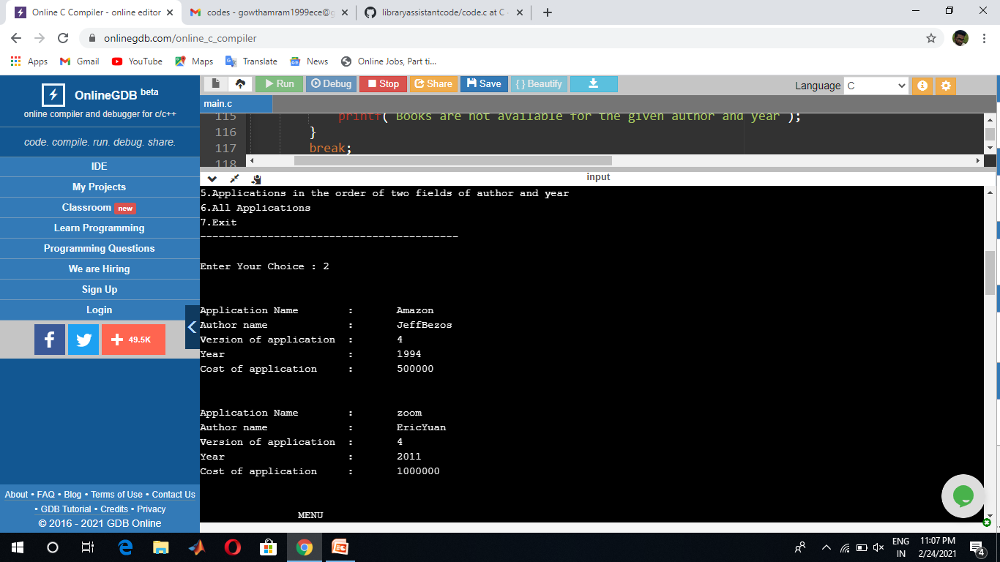 Online C Compiler - online editor
codes - gowthamram1999ece@g
libraryassistantcode/code.c at C
onlinegdb.com/online_c_compiler
Apps
Gmail
YouTube
Maps
Translate
News
Online Jobs, Part ti...
OnlineGDB beta
online compiler and debugger for c/c++
code. compile. run. debug. share.
IDE
My Projects
Classroom new
Learn Programming
Programming Questions
We are Hiring
Sign Up
Login
49.5K
About • FAQ • Blog • Terms of Use • Contact Us
• GDB Tutorial • Credits • Privacy
© 2016 - 2021 GDB Online
Run
Debug
Stop
Share
Save
{ } Beautify
Language C
main.c
115 printf( Books are not available for the given author and year );
116 }
117 break;
118
input
5.Applications in the order of two fields of author and year
6.All Applications
7.Exit
------------------------------------------
Enter Your Choice : 2
Application Name : Amazon
Author name : JeffBezos
Version of application : 4
Year : 1994
Cost of application : 500000
Application Name : zoom
Author name : EricYuan
Version of application : 4
Year : 2011
Cost of application : 1000000
MENU
ENG
IN
11:07 PM
2/24/2021
4